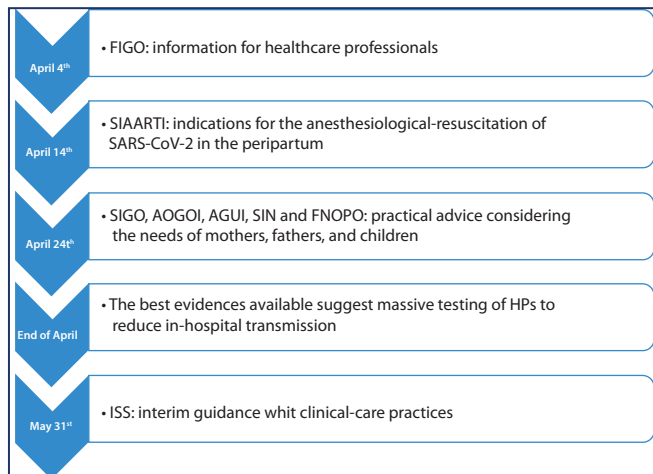 April 4th
• FIGO: information for healthcare professionals
April 14th
• SIAARTI: indications for the anesthesiological-resuscitation of
SARS-CoV-2 in the peripartum
April 24th
• SIGO, AOGOI, AGUI, SIN and FNOPO: practical advice considering
the needs of mothers, fathers, and children
End of April
• The best evidences available suggest massive testing of HPs to
reduce in-hospital transmission
May 31st
• ISS: interim guidance whit clinical-care practices